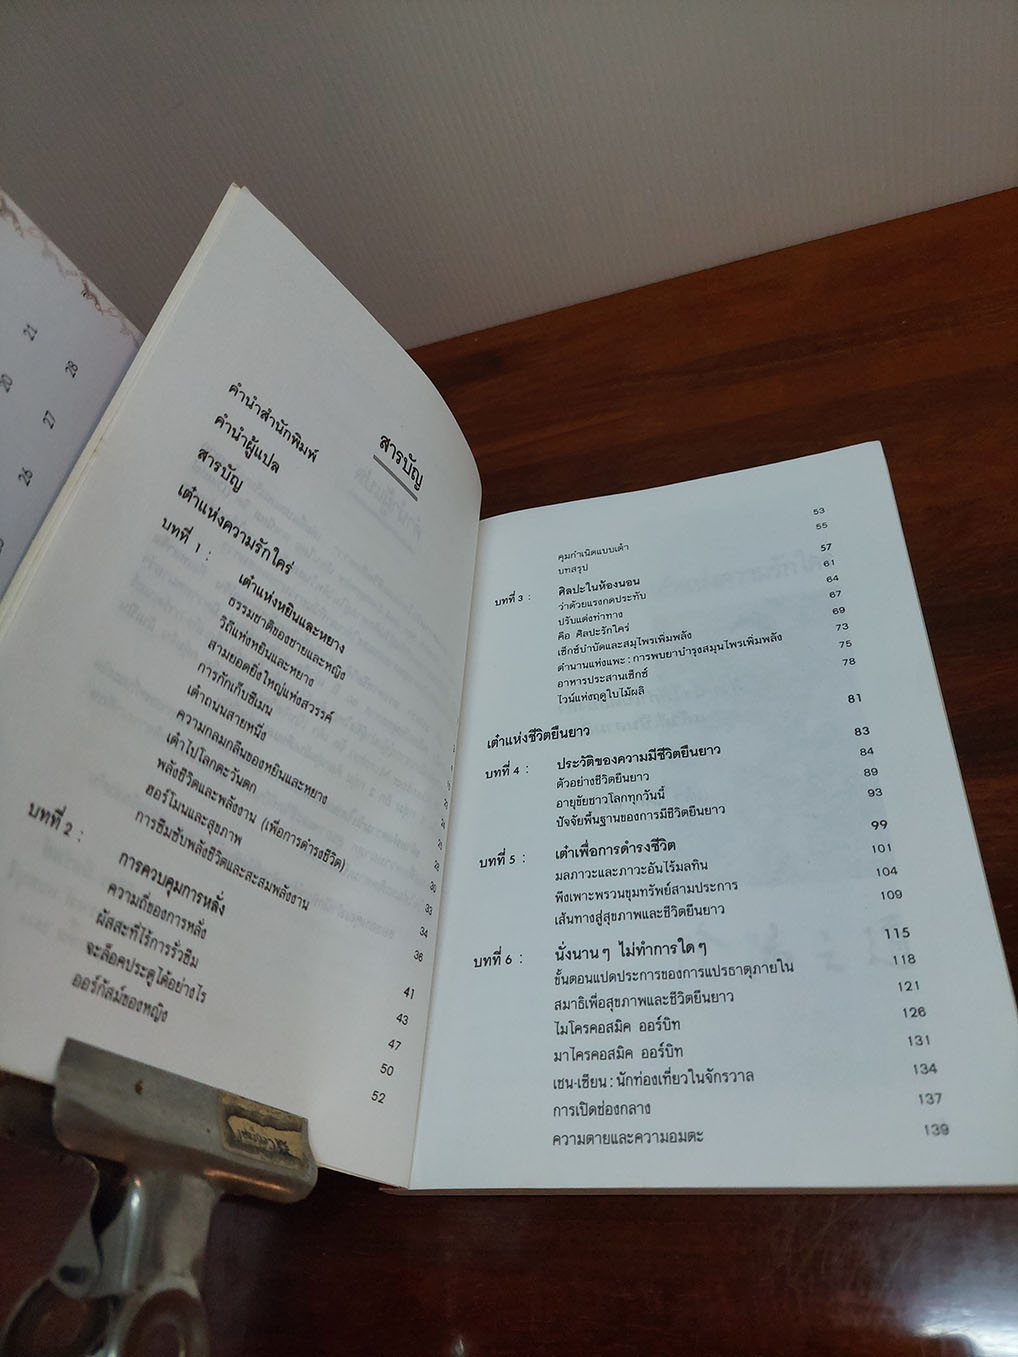 สารบัญ
คำนำสำนักพิมพ์
คำนำผู้แปล
สารบัญ
เต๋าแห่งความรักใคร่
บทที่ 1 :
เต๋าแห่งหยินและหยาง
ธรรมชาติของชายและหญิง
วิถีแห่งหยินและหยาง
สามยอดยิ่งใหญ่แห่งสวรรค์
การกักเก็บซีเมน
เต๋าถนนสายหนึ่ง
ความกลมกลืนของหยินและหยาง
เต๋าไปโลกตะวันตก
พลังชีวิตและพลังงาน (เพื่อการดำรงชีวิต)
ฮอร์โมนและสุขภาพ
การซึมซับพลังชีวิตและสะสมพลังงาน
30
33
34
36
บทที่ 2 :
การควบคุมการหลั่ง 41
ความถี่ของการหลั่ง 43
ผัสสะที่ไร้การรั่วซึม 47
จะล็อคประตูได้อย่างไร 50
ออร์กัสม์ของหญิง 52
คุมกำเนิดแบบเต๋า 53
บทสรุป 55
บทที่ 3 : ศิลปะในห้องนอน 57
ว่าด้วยแรงกดประทับ 61
ปรับแต่งท่าทาง 64
คือ ศิลปะรักใคร่ 67
เซ็กซ์บำบัดและสมุไพรเพิ่มพลัง 69
ตำนานแห่งแพะ : การพบยาบำรุงสมุนไพรเพิ่มพลัง 73
อาหารประสานเซ็กซ์ 75
ไวน์แห่งฤดูใบไม้ผลิ 78
เต๋าแห่งชีวิตยืนยาว 81
บทที่ 4 : ประวัติของความมีชีวิตยืนยาว 83
ตัวอย่างชีวิตยืนยาว 84
อายุขัยชาวโลกทุกวันนี้ 89
ปัจจัยพื้นฐานของการมีชีวิตยืนยาว 93
บทที่ 5 : เต๋าเพื่อการดำรงชีวิต 99
มลภาวะและภาวะอันไร้มลทิน 101
พึงเพาะพรวนขุมทรัพย์สามประการ 104
เส้นทางสู่สุขภาพและชีวิตยืนยาว 109
บทที่ 6 : นั่งนาน ๆ ไม่ทำการใด ๆ 115
ขั้นตอนแปดประการของการแปรธาตุภายใน 118
สมาธิเพื่อสุขภาพและชีวิตยืนยาว 121
ไมโครคอสมิค ออร์บิท 126
มาโครคอสมิค ออร์บิท 131
เชน-เซียน : นักท่องเที่ยวในจักรวาล 134
การเปิดช่องกลาง 137
ความตายและความอมตะ 139
21
28
20
27
26